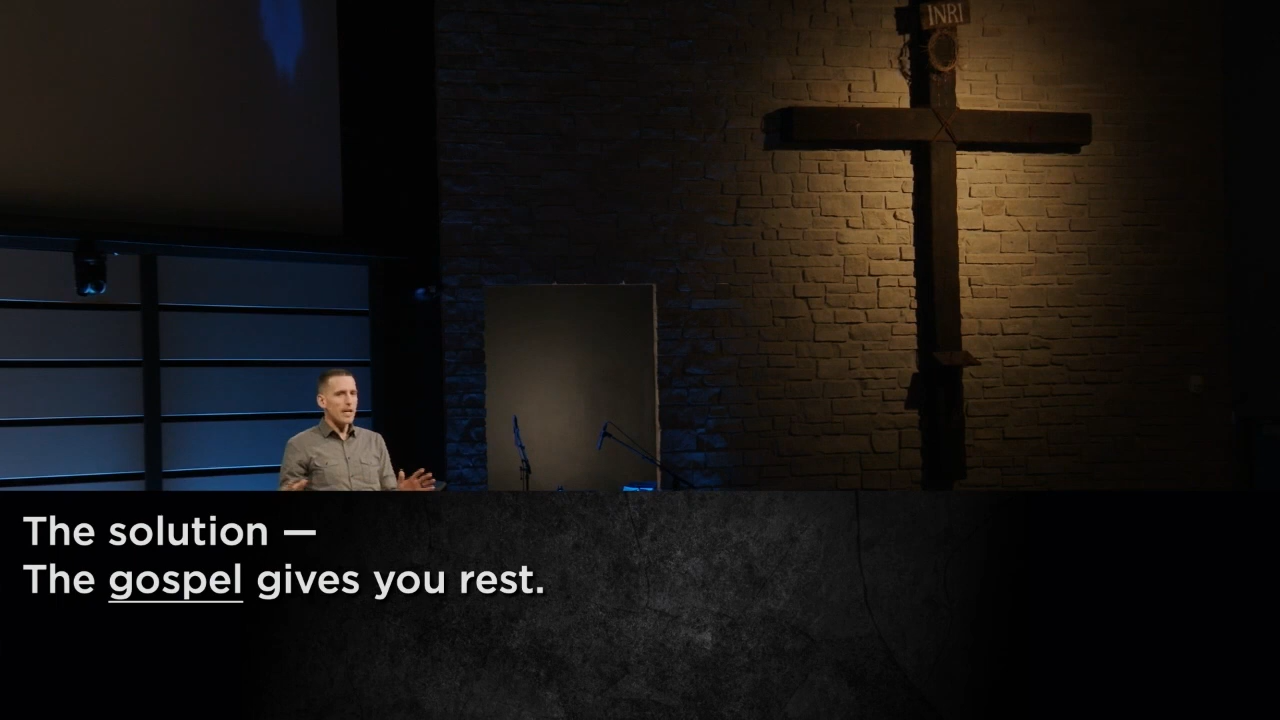 INRI
The solution —
The gospel gives you rest.